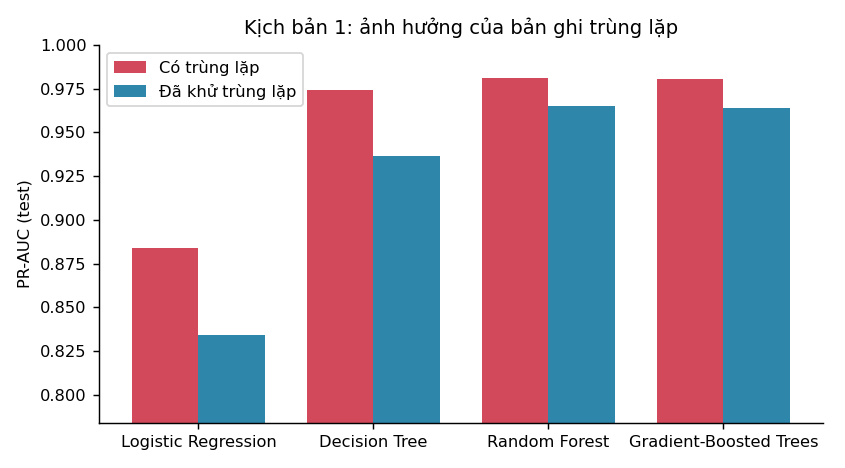 Kịch bản 1: ảnh hưởng của bản ghi trùng lặp
1.000
0.975
0.950
0.925
0.900
0.875
0.850
0.825
0.800
PR-AUC (test)
Có trùng lặp
Đã khử trùng lặp
Logistic Regression
Decision Tree
Random Forest
Gradient-Boosted Trees